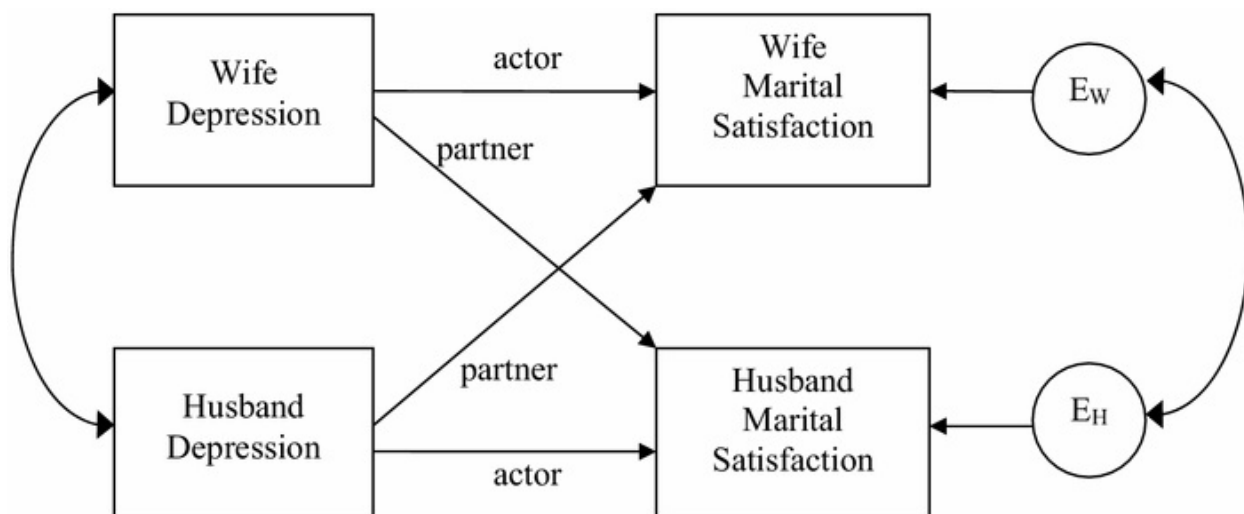 Wife
Depression
actor
Wife
Marital
Satisfaction
EW
partner
Husband
Depression
partner
actor
Husband
Marital
Satisfaction
EH